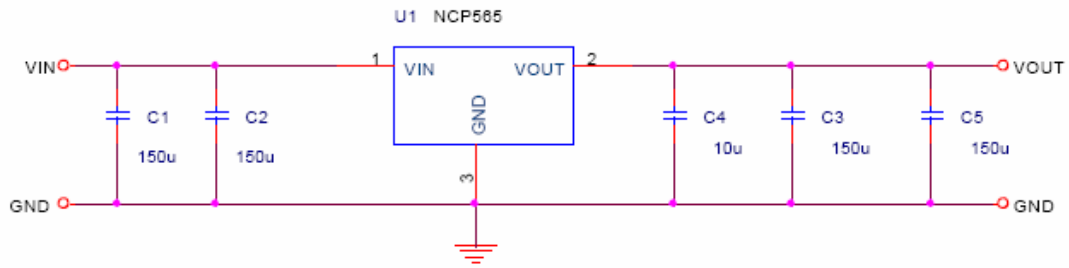 U1 NCP565
VIN
1
VIN
VOUT
2
VOUT
GND
3
C1
150u
C2
150u
C4
10u
C3
150u
C5
150u
GND
GND